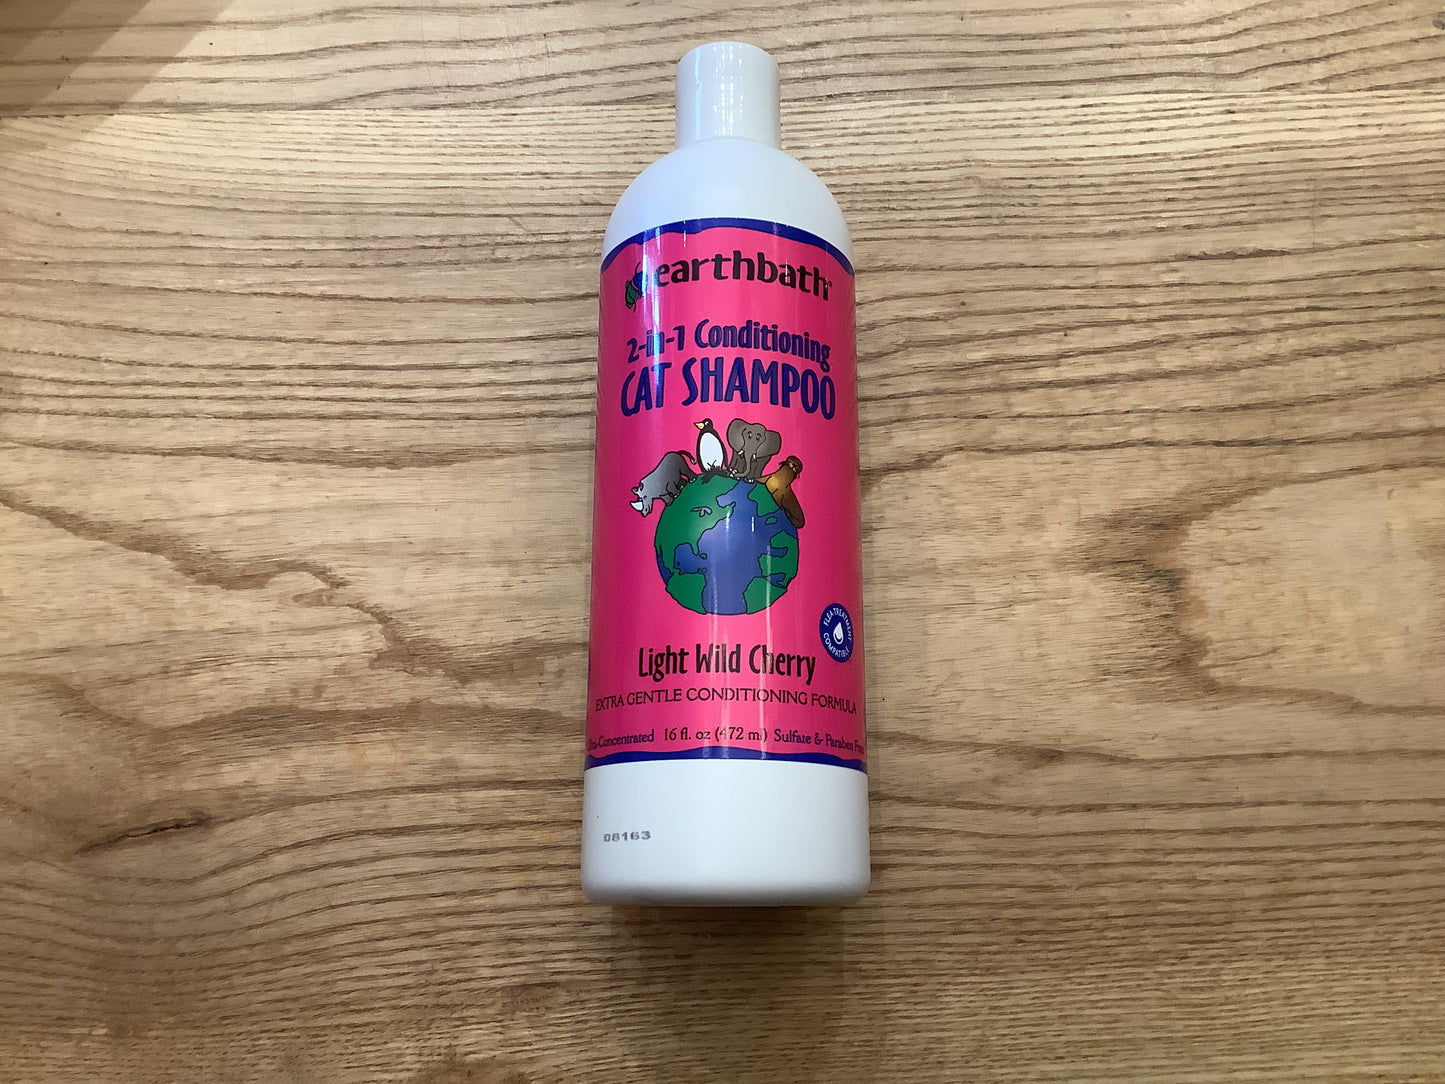 earthbath
2-in-1 Conditioning
CAT SHAMPOO
FLEA TREATMENT
COMPATIBLE
Light Wild Cherry
EXTRA GENTLE CONDITIONING FORMULA
16 fl. oz (472 ml) Sulfate & Paraben
08163